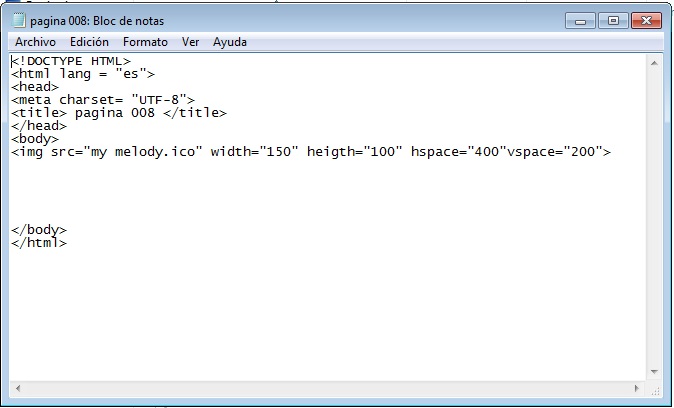 pagina 008: Bloc de notas
Archivo Edición Formato Ver Ayuda
<!DOCTYPE HTML>
<html lang = "es">
<head>
<meta charset= "UTF-8">
<title> pagina 008 </title>
</head>
<body>
<img src="my melody.ico" width="150" heigth="100" hspace="400"vspace="200">
</body>
</html>